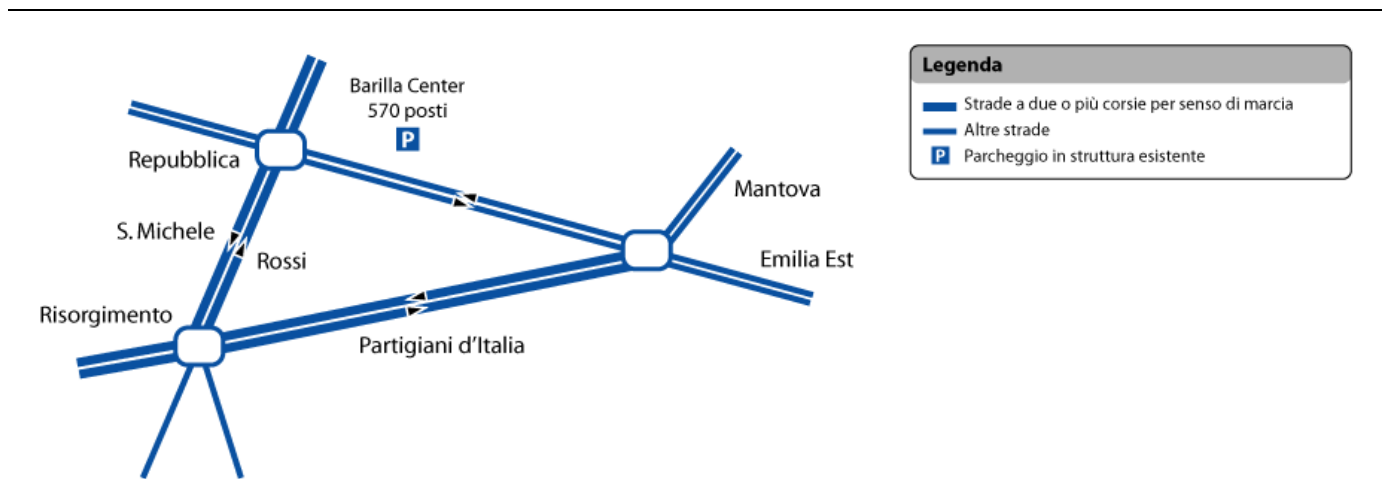 Barilla Center
570 posti
P
Repubblica
S. Michele
Rossi
Risorgimento
Partigiani d'Italia
Mantova
Emilia Est
Legenda
Strade a due o più corsie per senso di marcia
Altre strade
P Parcheggio in struttura esistente